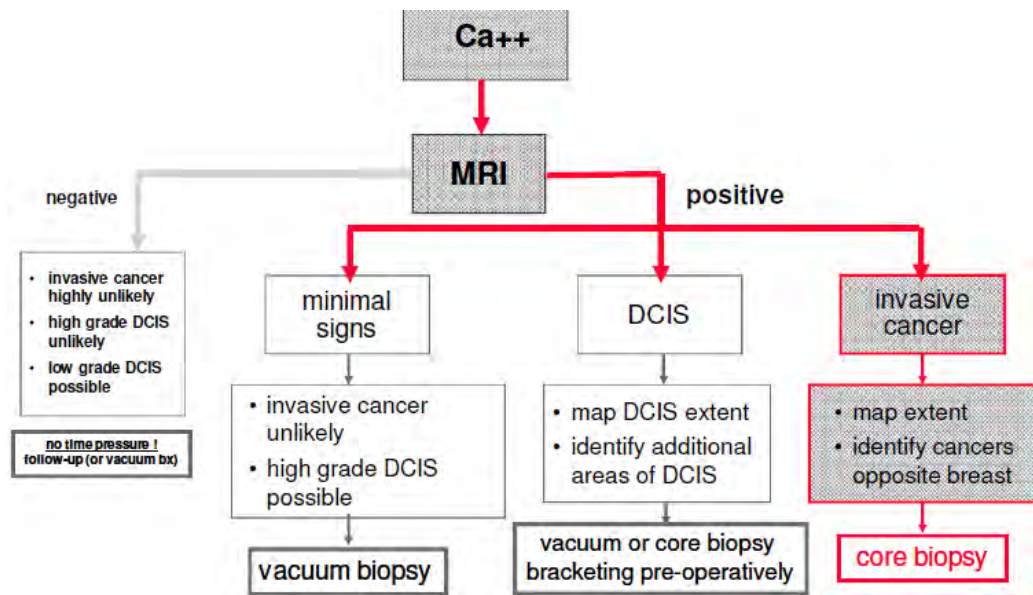 Ca++
MRI
negative
positive
• invasive cancer
highly unlikely
• high grade DCIS
unlikely
• low grade DCIS
possible
no time pressure !
follow-up (or vacuum bx)
minimal
signs
• invasive cancer
unlikely
• high grade DCIS
possible
vacuum biopsy
DCIS
• map DCIS extent
• identify additional
areas of DCIS
vacuum or core biopsy
bracketing pre-operatively
invasive
cancer
• map extent
• identify cancers
opposite breast
core biopsy